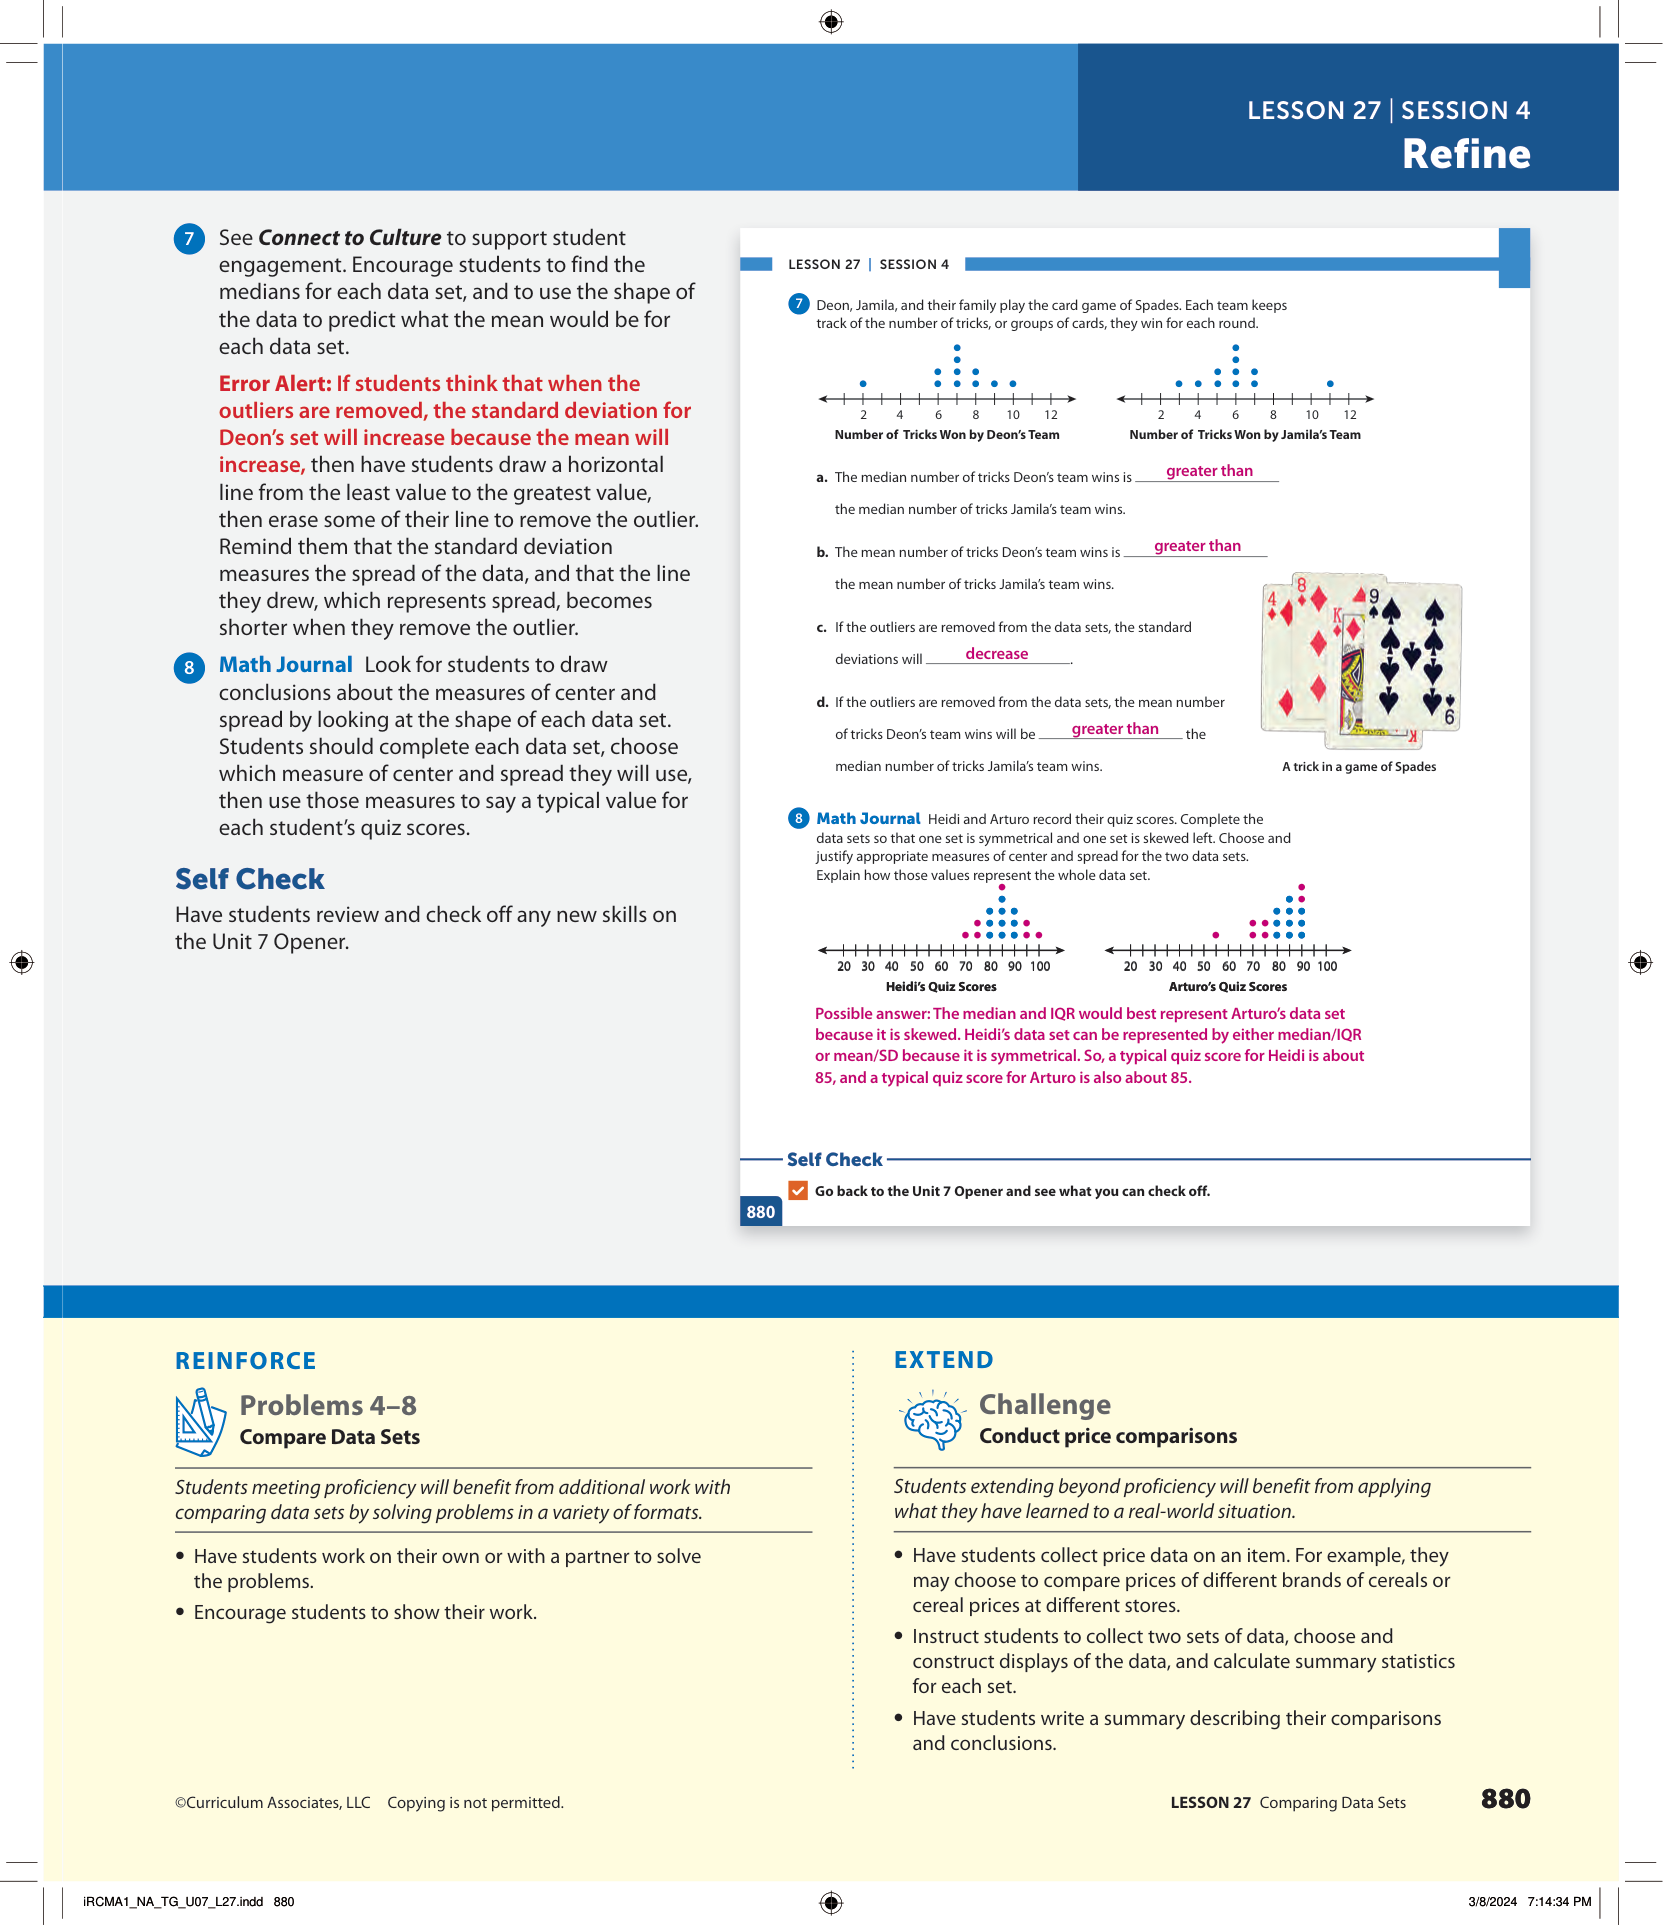 LESSON 27 | SESSION 4
Refine
7 See Connect to Culture to support student
engagement. Encourage students to find the
medians for each data set, and to use the shape of
the data to predict what the mean would be for
each data set.
Error Alert: If students think that when the
outliers are removed, the standard deviation for
Deon’s set will increase because the mean will
increase, then have students draw a horizontal
line from the least value to the greatest value,
then erase some of their line to remove the outlier.
Remind them that the standard deviation
measures the spread of the data, and that the line
they drew, which represents spread, becomes
shorter when they remove the outlier.
8 Math Journal Look for students to draw
conclusions about the measures of center and
spread by looking at the shape of each data set.
Students should complete each data set, choose
which measure of center and spread they will use,
then use those measures to say a typical value for
each student’s quiz scores.
Self Check
Have students review and check off any new skills on
the Unit 7 Opener.
LESSON 27 | SESSION 4
7 Deon, Jamila, and their family play the card game of Spades. Each team keeps
track of the number of tricks, or groups of cards, they win for each round.
2 4 6 8 10 12
Number of Tricks Won by Deon’s Team
2 4 6 8 10 12
Number of Tricks Won by Jamila’s Team
a. The median number of tricks Deon’s team wins is greater than
the median number of tricks Jamila’s team wins.
b. The mean number of tricks Deon’s team wins is greater than
the mean number of tricks Jamila’s team wins.
c. If the outliers are removed from the data sets, the standard
deviations will decrease.
d. If the outliers are removed from the data sets, the mean number
of tricks Deon’s team wins will be greater than the
median number of tricks Jamila’s team wins.
4 8 K 9
K 9
A trick in a game of Spades
8 Math Journal Heidi and Arturo record their quiz scores. Complete the
data sets so that one set is symmetrical and one set is skewed left. Choose and
justify appropriate measures of center and spread for the two data sets.
Explain how those values represent the whole data set.
20 30 40 50 60 70 80 90 100
Heidi’s Quiz Scores
20 30 40 50 60 70 80 90 100
Arturo’s Quiz Scores
Possible answer: The median and IQR would best represent Arturo’s data set
because it is skewed. Heidi’s data set can be represented by either median/IQR
or mean/SD because it is symmetrical. So, a typical quiz score for Heidi is about
85, and a typical quiz score for Arturo is also about 85.
Self Check
Go back to the Unit 7 Opener and see what you can check off.
880
REINFORCE
Problems 4–8
Compare Data Sets
Students meeting proficiency will benefit from additional work with
comparing data sets by solving problems in a variety of formats.
• Have students work on their own or with a partner to solve
the problems.
• Encourage students to show their work.
EXTEND
Challenge
Conduct price comparisons
Students extending beyond proficiency will benefit from applying
what they have learned to a real-world situation.
• Have students collect price data on an item. For example, they
may choose to compare prices of different brands of cereals or
cereal prices at different stores.
• Instruct students to collect two sets of data, choose and
construct displays of the data, and calculate summary statistics
for each set.
• Have students write a summary describing their comparisons
and conclusions.
©Curriculum Associates, LLC Copying is not permitted.
LESSON 27 Comparing Data Sets 880
iRCMA1_NA_TG_U07_L27.indd 880
3/8/2024 7:14:34 PM